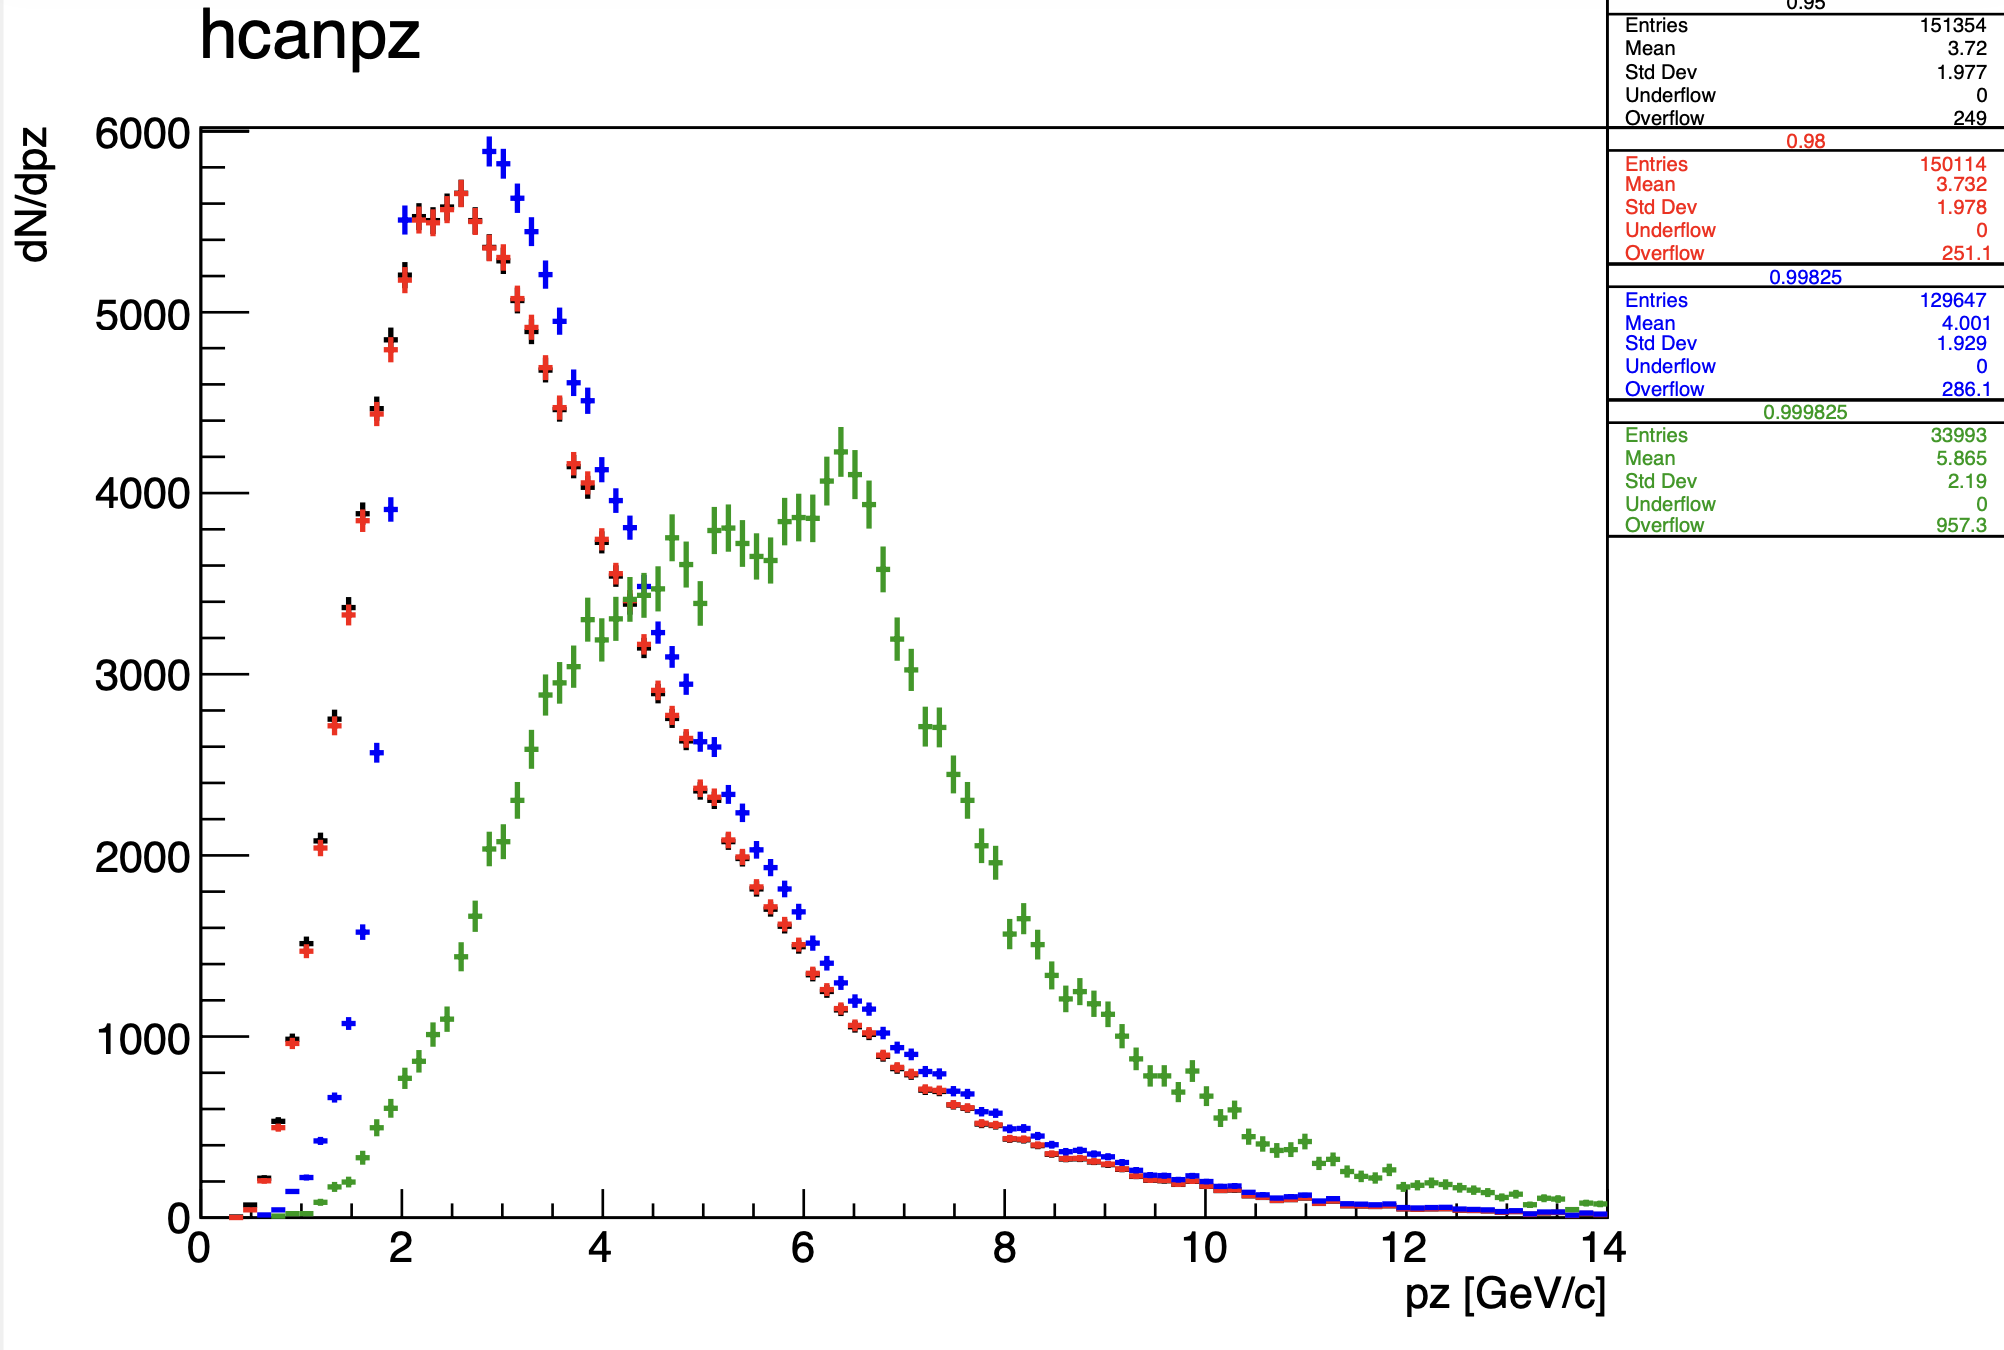 hcanpz
dN/dpz
6000
5000
4000
3000
2000
1000
0
0 2 4 6 8 10 12 14
pz [GeV/c]
0.95
Entries 151354
Mean 3.72
Std Dev 1.977
Underflow 0
Overflow 249
0.98
Entries 150114
Mean 3.732
Std Dev 1.978
Underflow 0
Overflow 251.1
0.99825
Entries 129647
Mean 4.001
Std Dev 1.929
Underflow 0
Overflow 286.1
0.999825
Entries 33993
Mean 5.865
Std Dev 2.19
Underflow 0
Overflow 957.3